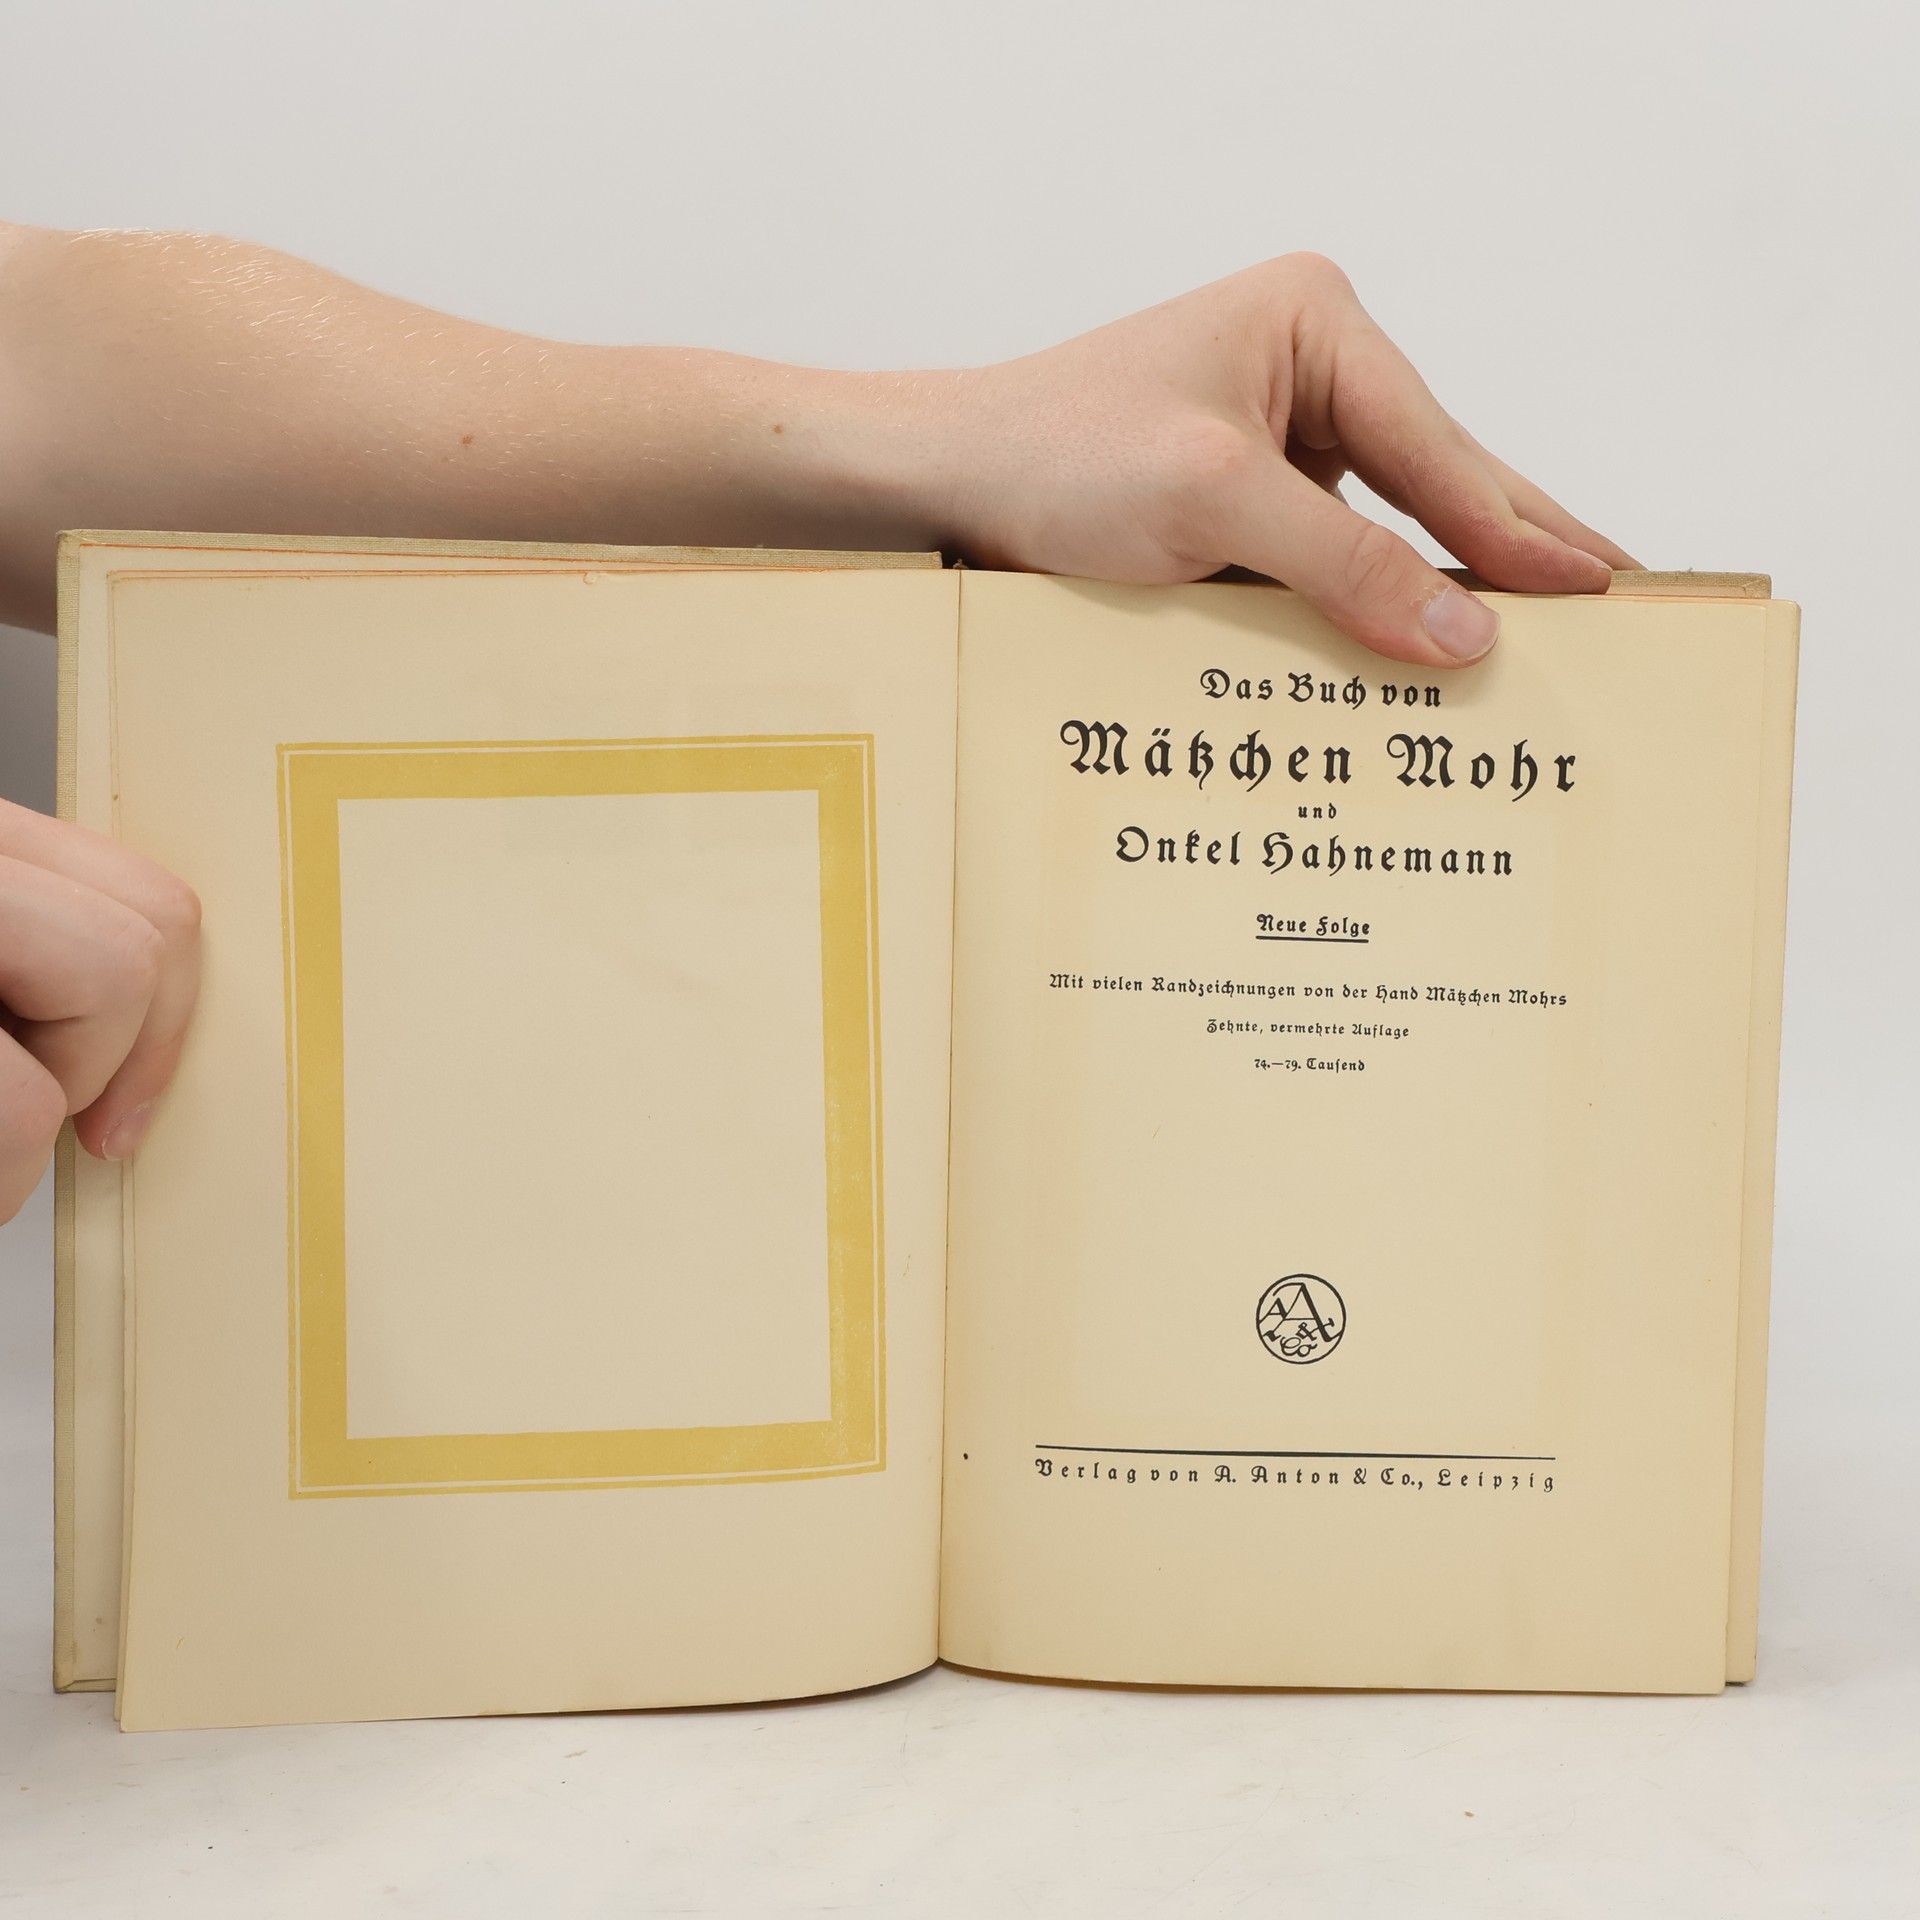 Das Buch von
Mätzchen Mohr
und
Onkel Hahnemann
Neue Folge
Mit vielen Randzeichnungen von der Hand Mätzchen Mohrs
Zehnte, vermehrte Auflage
74.—79. Tauſend
A A & Co
Verlag von A. Anton & Co., Leipzig